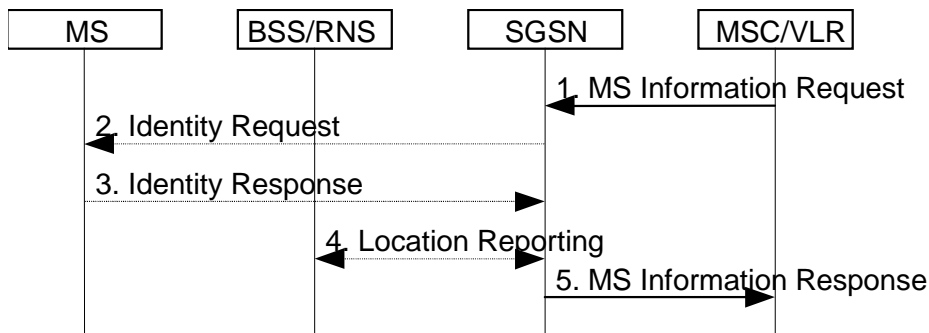 MS BSS/RNS SGSN MSC/VLR
1. MS Information Request
2. Identity Request
3. Identity Response
4. Location Reporting
5. MS Information Response